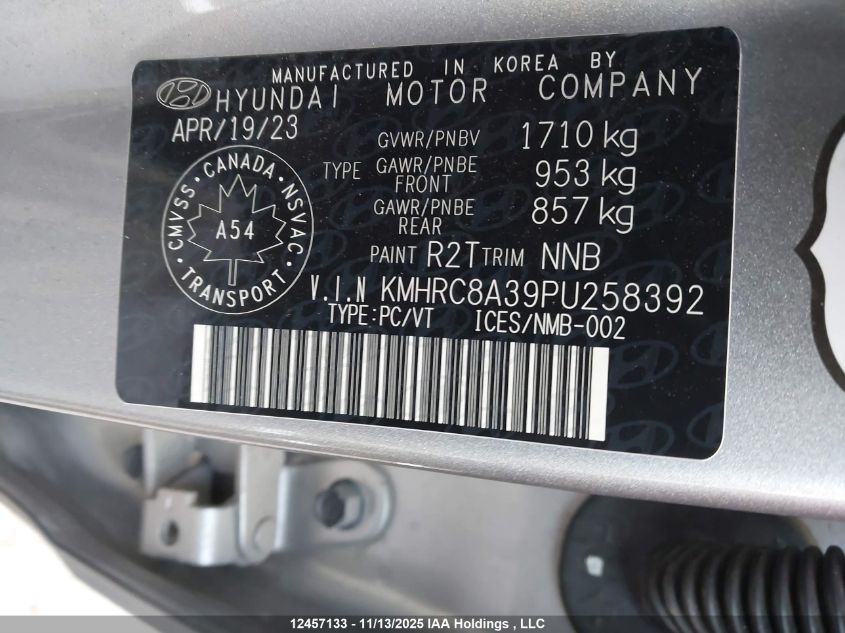 MANUFACTURED IN KOREA BY
HYUNDAI MOTOR COMPANY
APR/19/23
GVWR/PNBV 1710 kg
TYPE GAWR/PNBE FRONT 953 kg
GAWR/PNBE REAR 857 kg
PAINT R2T TRIM NNB
CMVSS · CANADA · NSVAC · TRANSPORT ·
A54
V.I.N KMHRC8A39PU258392
TYPE:PC/VT ICES/NMB-002
12457133 - 11/13/2025 IAA Holdings , LLC